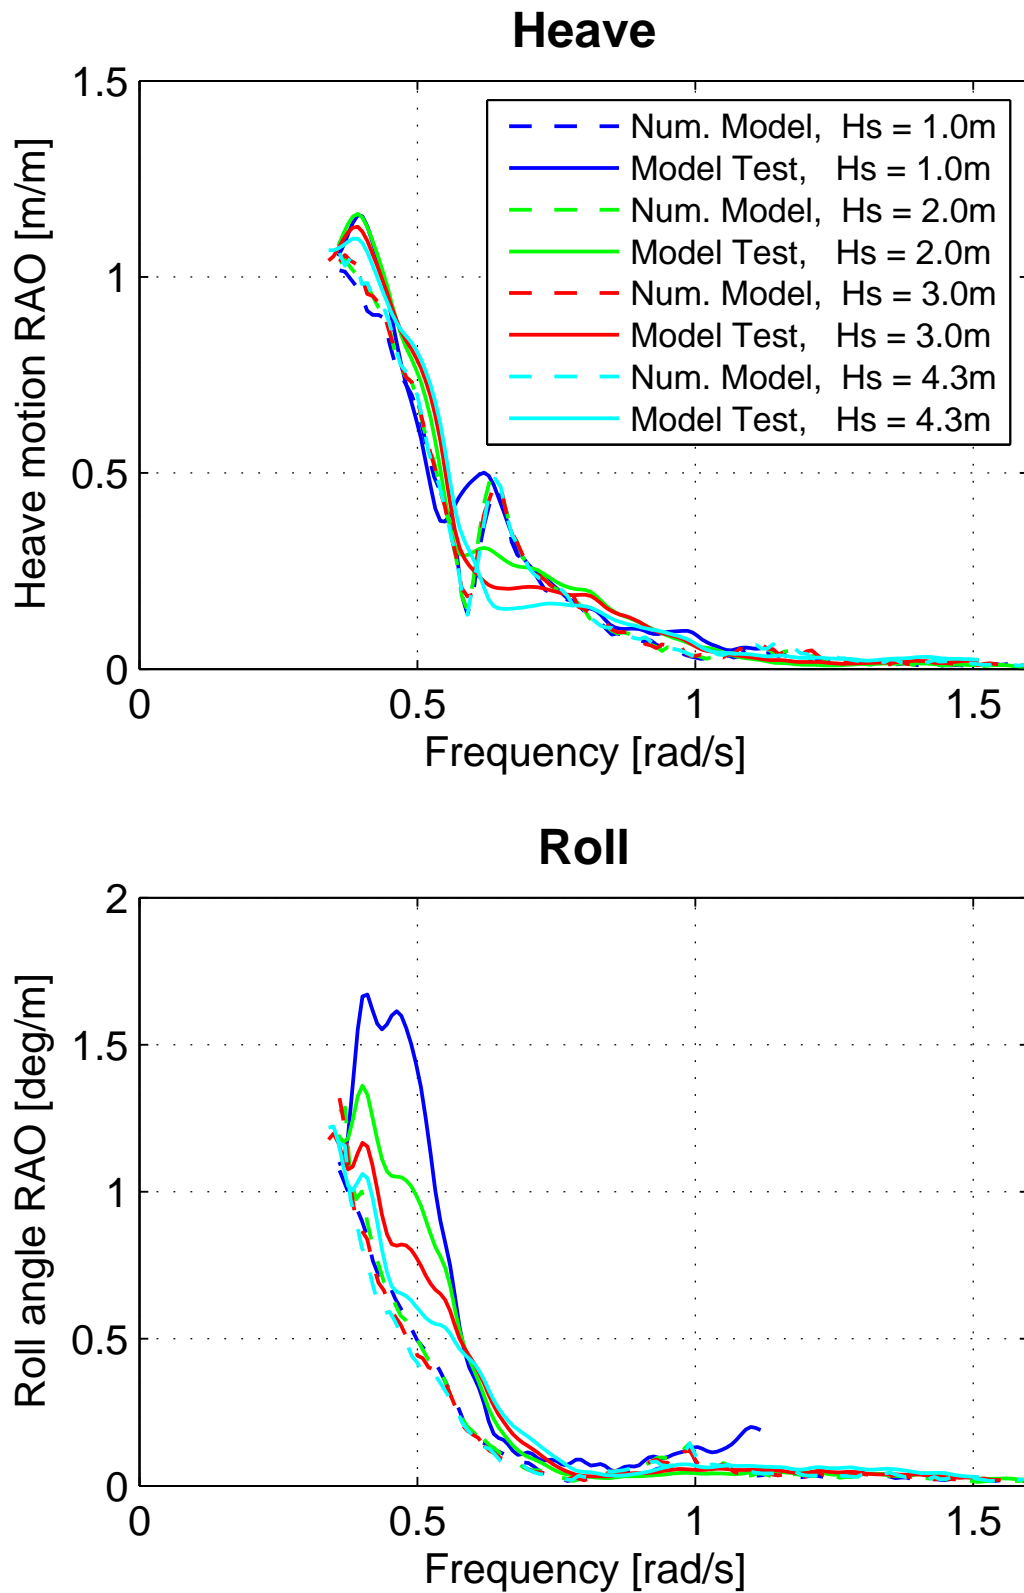 Heave
1.5
1
0.5
0
Heave motion RAO [m/m]
Num. Model, Hs = 1.0m
Model Test, Hs = 1.0m
Num. Model, Hs = 2.0m
Model Test, Hs = 2.0m
Num. Model, Hs = 3.0m
Model Test, Hs = 3.0m
Num. Model, Hs = 4.3m
Model Test, Hs = 4.3m
0 0.5 1 1.5
Frequency [rad/s]
Roll
2
1.5
1
0.5
0
Roll angle RAO [deg/m]
0 0.5 1 1.5
Frequency [rad/s]